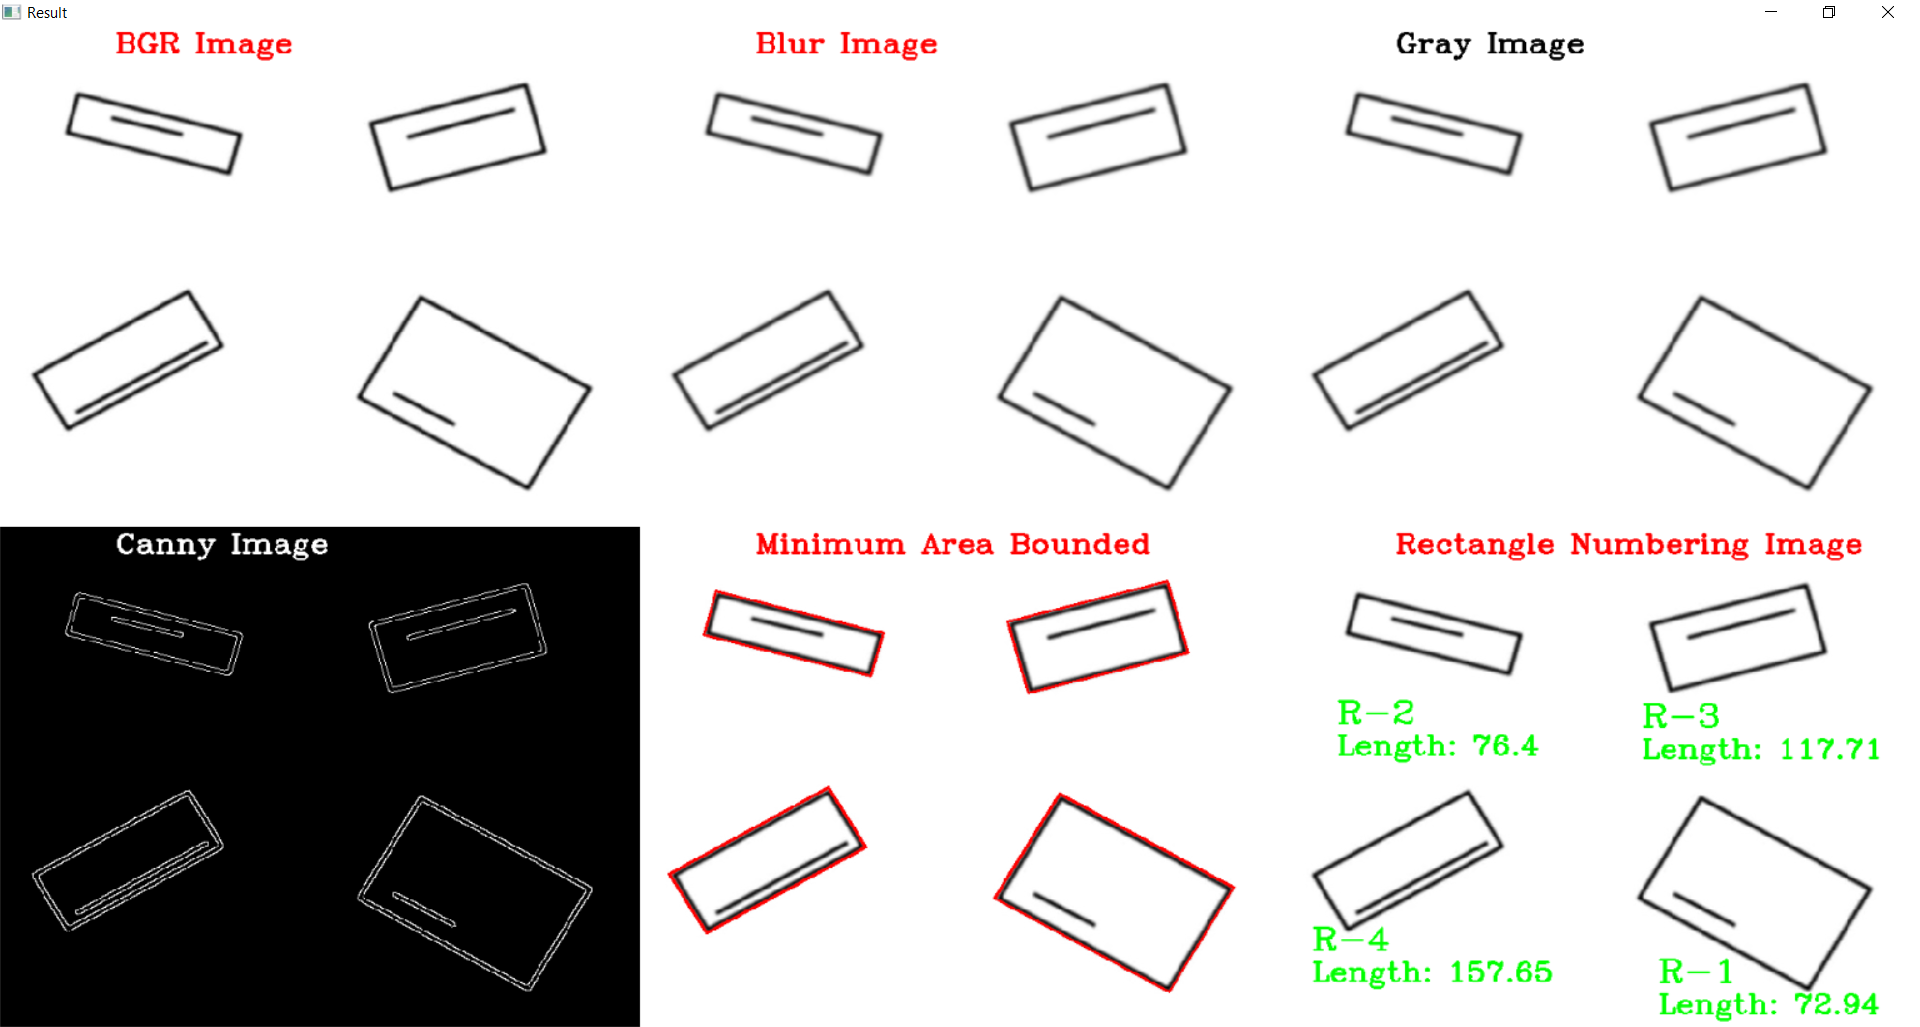 Result
BGR Image
Blur Image
Gray Image
Canny Image
Minimum Area Bounded
Rectangle Numbering Image
R-2
Length: 76.4
R-3
Length: 117.71
R-4
Length: 157.65
R-1
Length: 72.94